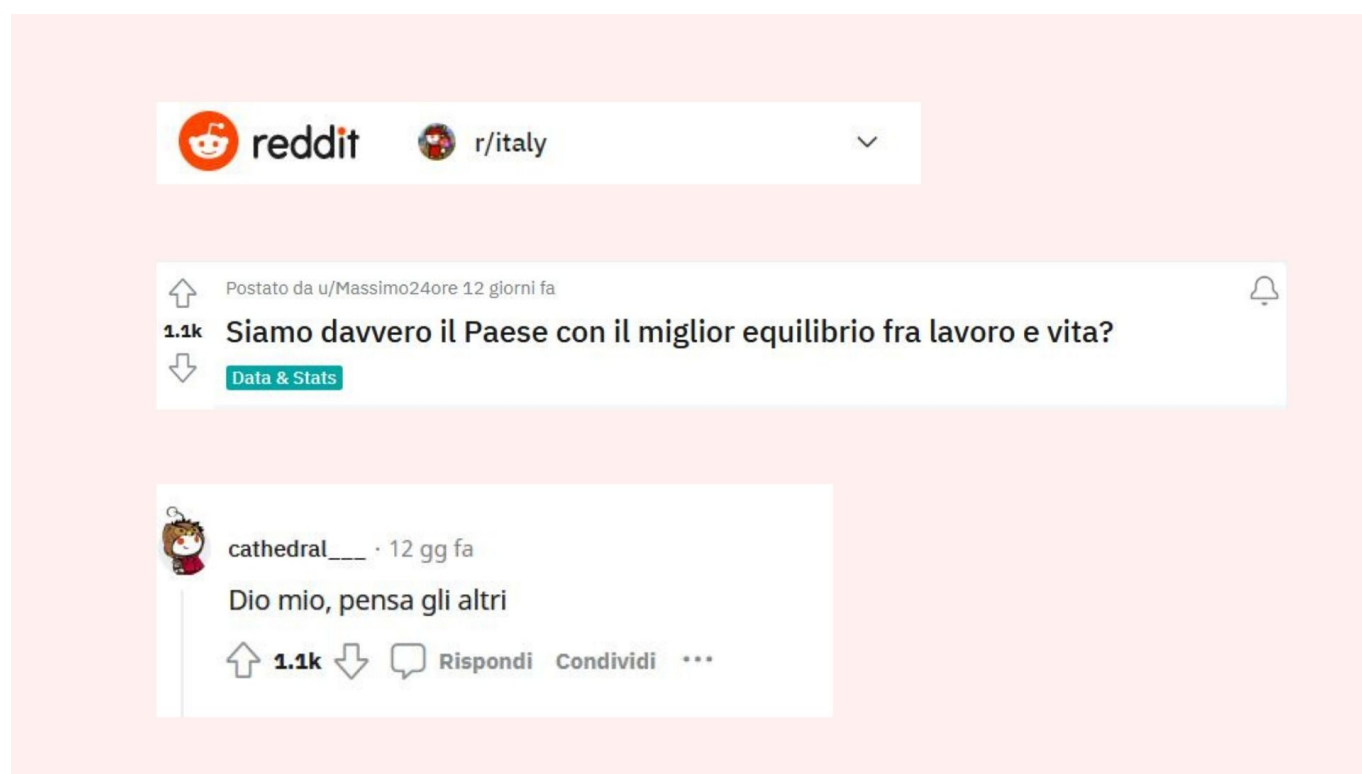 reddit r/italy
Postato da u/Massimo24ore 12 giorni fa
1.1k Siamo davvero il Paese con il miglior equilibrio fra lavoro e vita?
Data & Stats
cathedral___ · 12 gg fa
Dio mio, pensa gli altri
1.1k Rispondi Condividi ···